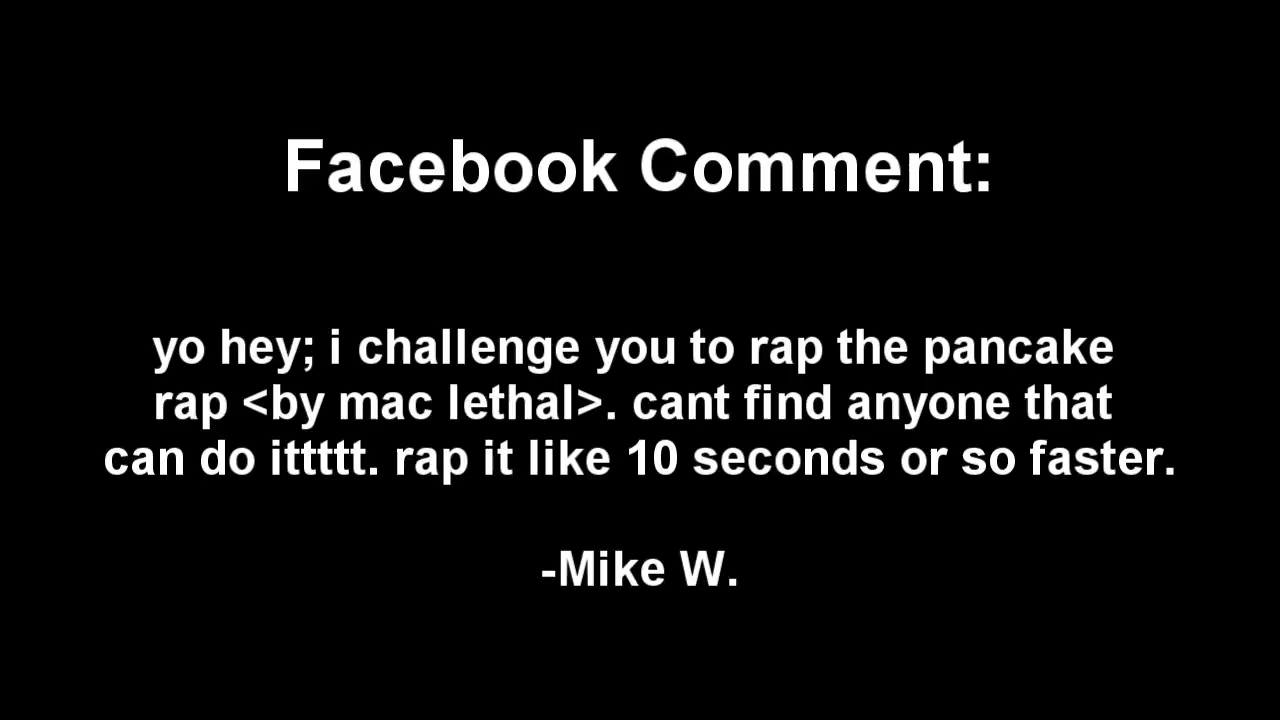 Facebook Comment:
yo hey; i challenge you to rap the pancake
rap <by mac lethal>. cant find anyone that
can do ittttt. rap it like 10 seconds or so faster.
-Mike W.